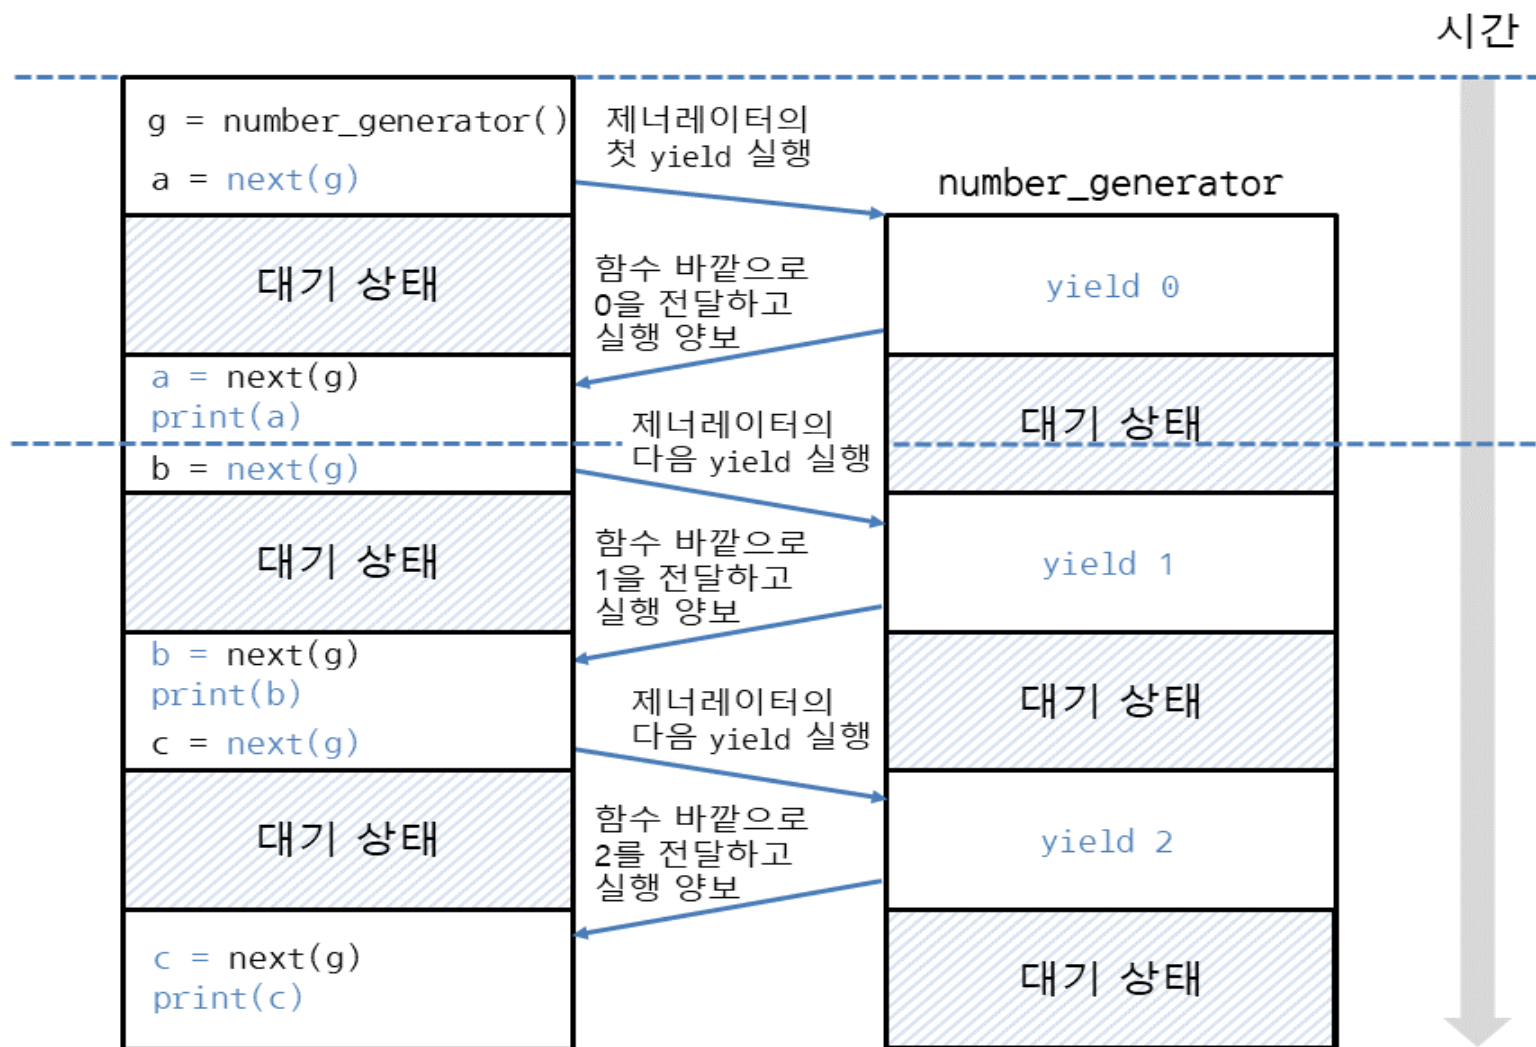 시간
g = number_generator()
a = next(g)
제너레이터의
첫 yield 실행
number_generator
대기 상태
함수 바깥으로
0을 전달하고
실행 양보
yield 0
a = next(g)
print(a)
대기 상태
제너레이터의
다음 yield 실행
b = next(g)
대기 상태
함수 바깥으로
1을 전달하고
실행 양보
yield 1
b = next(g)
print(b)
c = next(g)
제너레이터의
다음 yield 실행
대기 상태
대기 상태
함수 바깥으로
2를 전달하고
실행 양보
yield 2
c = next(g)
print(c)
대기 상태